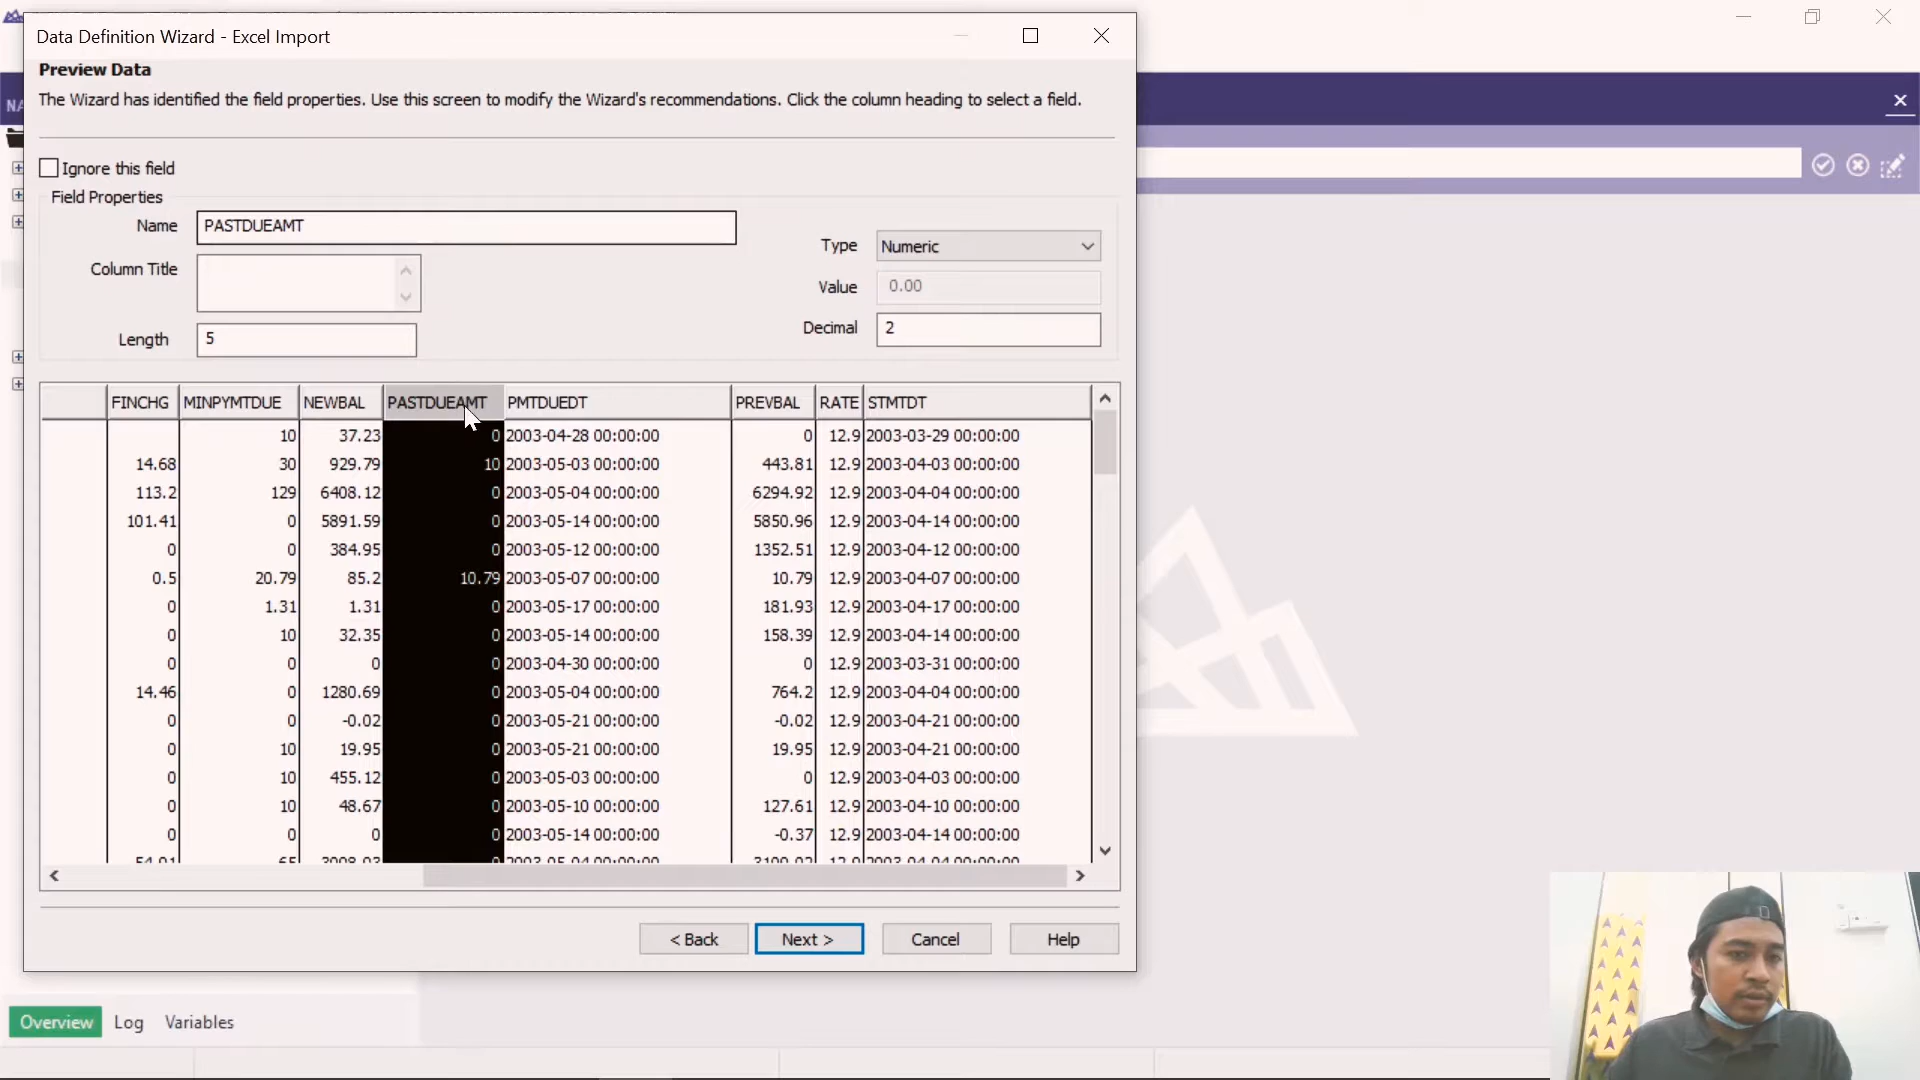 Data Definition Wizard - Excel Import
Preview Data
The Wizard has identified the field properties. Use this screen to modify the Wizard's recommendations. Click the column heading to select a field.
Ignore this field
Field Properties
Name PASTDUEAMT
Type Numeric
Column Title
Value 0.00
Decimal 2
Length 5
FINCHG MINPYMTDUE NEWBAL PASTDUEAMT PMTDUEDT PREVBAL RATE STMTDT
10 37.23 0 2003-04-28 00:00:00 0 12.9 2003-03-29 00:00:00
14.68 30 929.79 10 2003-05-03 00:00:00 443.81 12.9 2003-04-03 00:00:00
113.2 129 6408.12 0 2003-05-04 00:00:00 6294.92 12.9 2003-04-04 00:00:00
101.41 0 5891.59 0 2003-05-14 00:00:00 5850.96 12.9 2003-04-14 00:00:00
0 0 384.95 0 2003-05-12 00:00:00 1352.51 12.9 2003-04-12 00:00:00
0.5 20.79 85.2 10.79 2003-05-07 00:00:00 10.79 12.9 2003-04-07 00:00:00
0 1.31 1.31 0 2003-05-17 00:00:00 181.93 12.9 2003-04-17 00:00:00
0 10 32.35 0 2003-05-14 00:00:00 158.39 12.9 2003-04-14 00:00:00
0 0 0 0 2003-04-30 00:00:00 0 12.9 2003-03-31 00:00:00
14.46 0 1280.69 0 2003-05-04 00:00:00 764.2 12.9 2003-04-04 00:00:00
0 0 -0.02 0 2003-05-21 00:00:00 -0.02 12.9 2003-04-21 00:00:00
0 10 19.95 0 2003-05-21 00:00:00 19.95 12.9 2003-04-21 00:00:00
0 10 455.12 0 2003-05-03 00:00:00 0 12.9 2003-04-03 00:00:00
0 10 48.67 0 2003-05-10 00:00:00 127.61 12.9 2003-04-10 00:00:00
0 0 0 0 2003-05-14 00:00:00 -0.37 12.9 2003-04-14 00:00:00
< Back Next > Cancel Help
Overview Log Variables